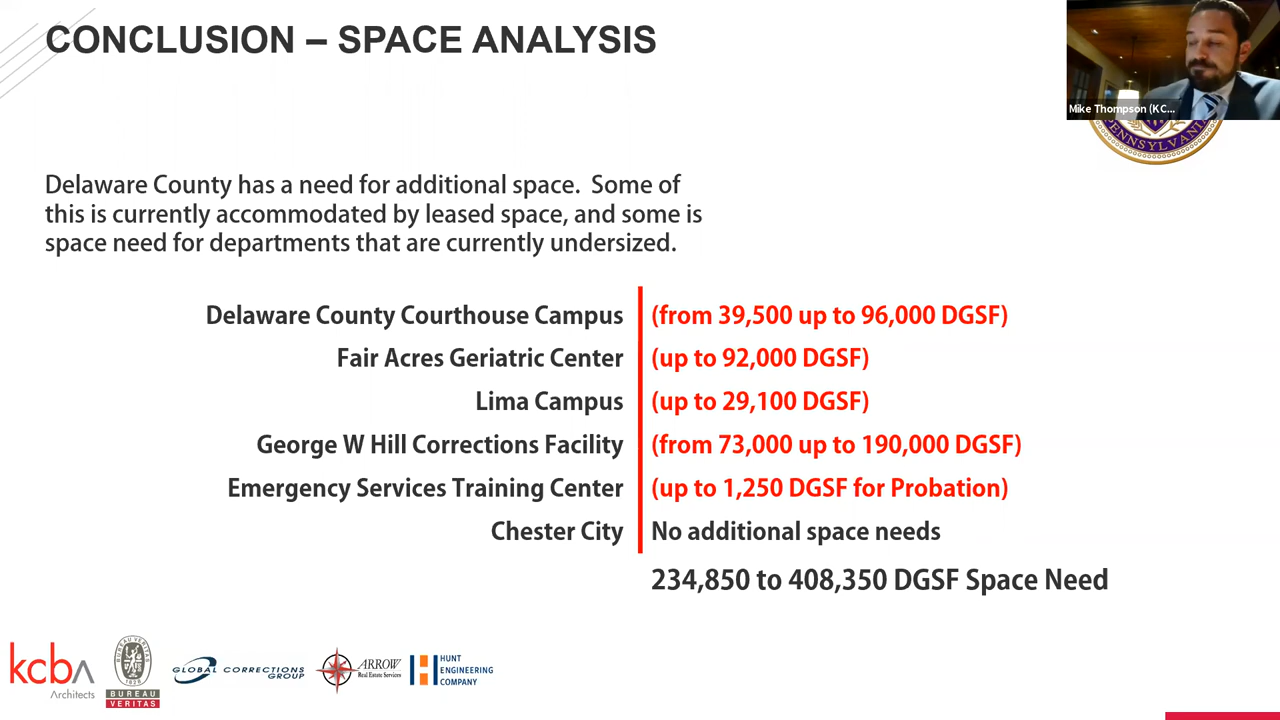 CONCLUSION – SPACE ANALYSIS
Mike Thompson (KC...
PENNSYLVANIA
Delaware County has a need for additional space. Some of
this is currently accommodated by leased space, and some is
space need for departments that are currently undersized.
Delaware County Courthouse Campus (from 39,500 up to 96,000 DGSF)
Fair Acres Geriatric Center (up to 92,000 DGSF)
Lima Campus (up to 29,100 DGSF)
George W Hill Corrections Facility (from 73,000 up to 190,000 DGSF)
Emergency Services Training Center (up to 1,250 DGSF for Probation)
Chester City No additional space needs
234,850 to 408,350 DGSF Space Need
kcba
Architects
BUREAU VERITAS
1828
BUREAU
VERITAS
GLOBAL CORRECTIONS
GROUP
ARROW
Real Estate Services
HUNT
ENGINEERING
COMPANY